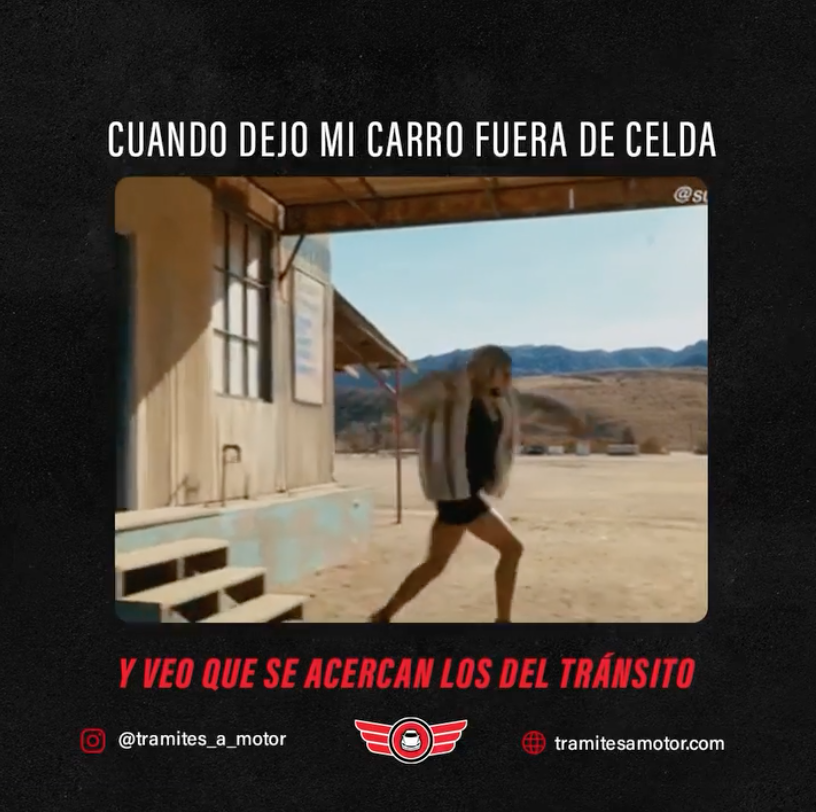 CUANDO DEJO MI CARRO FUERA DE CELDA
Y VEO QUE SE ACERCAN LOS DEL TRÁNSITO
@tramites_a_motor
tramitesamotor.com